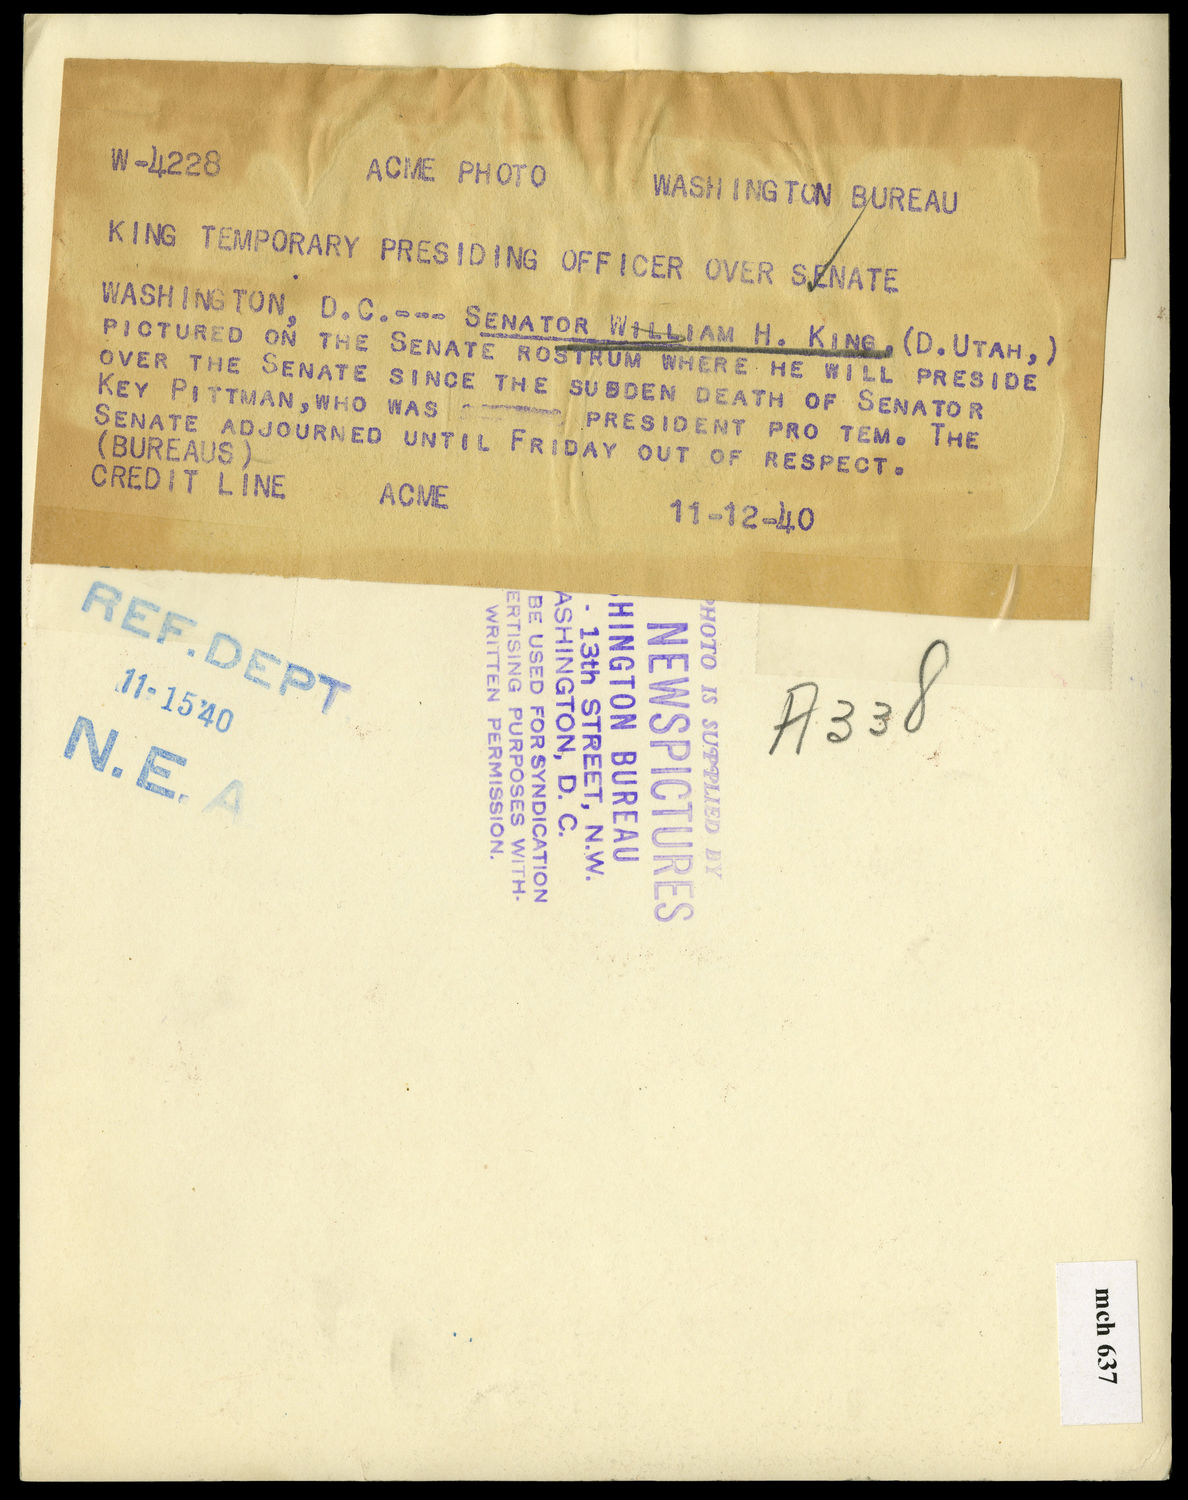 W-4228 ACME PHOTO WASHINGTON BUREAU
KING TEMPORARY PRESIDING OFFICER OVER SENATE
WASHINGTON, D.C.--- SENATOR WILLIAM H. KING, (D.UTAH,)
PICTURED ON THE SENATE ROSTRUM WHERE HE WILL PRESIDE
OVER THE SENATE SINCE THE SUDDEN DEATH OF SENATOR
KEY PITTMAN, WHO WAS PRESIDENT PRO TEM. THE
SENATE ADJOURNED UNTIL FRIDAY OUT OF RESPECT.
(BUREAUS)
CREDIT LINE ACME 11-12-40
REF. DEPT
11-15'40
N. E. A
PHOTO IS SUPPLIED BY
NEWSPICTURES
HINGTON BUREAU
- 13th STREET, N.W.
ASHINGTON, D. C.
BE USED FOR SYNDICATION
ERTISING PURPOSES WITH-
WRITTEN PERMISSION.
A338
mch 637